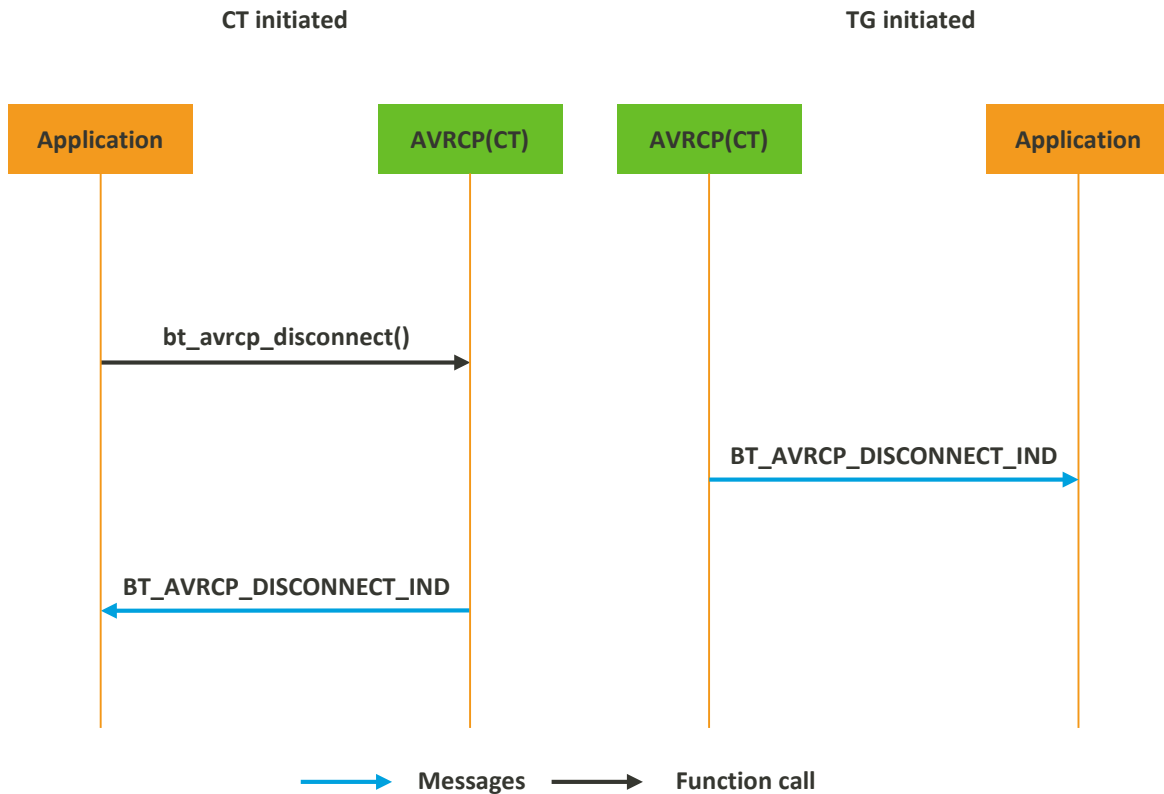 CT initiated
TG initiated
Application
AVRCP(CT)
AVRCP(CT)
Application
bt_avrcp_disconnect()
BT_AVRCP_DISCONNECT_IND
BT_AVRCP_DISCONNECT_IND
Messages
Function call